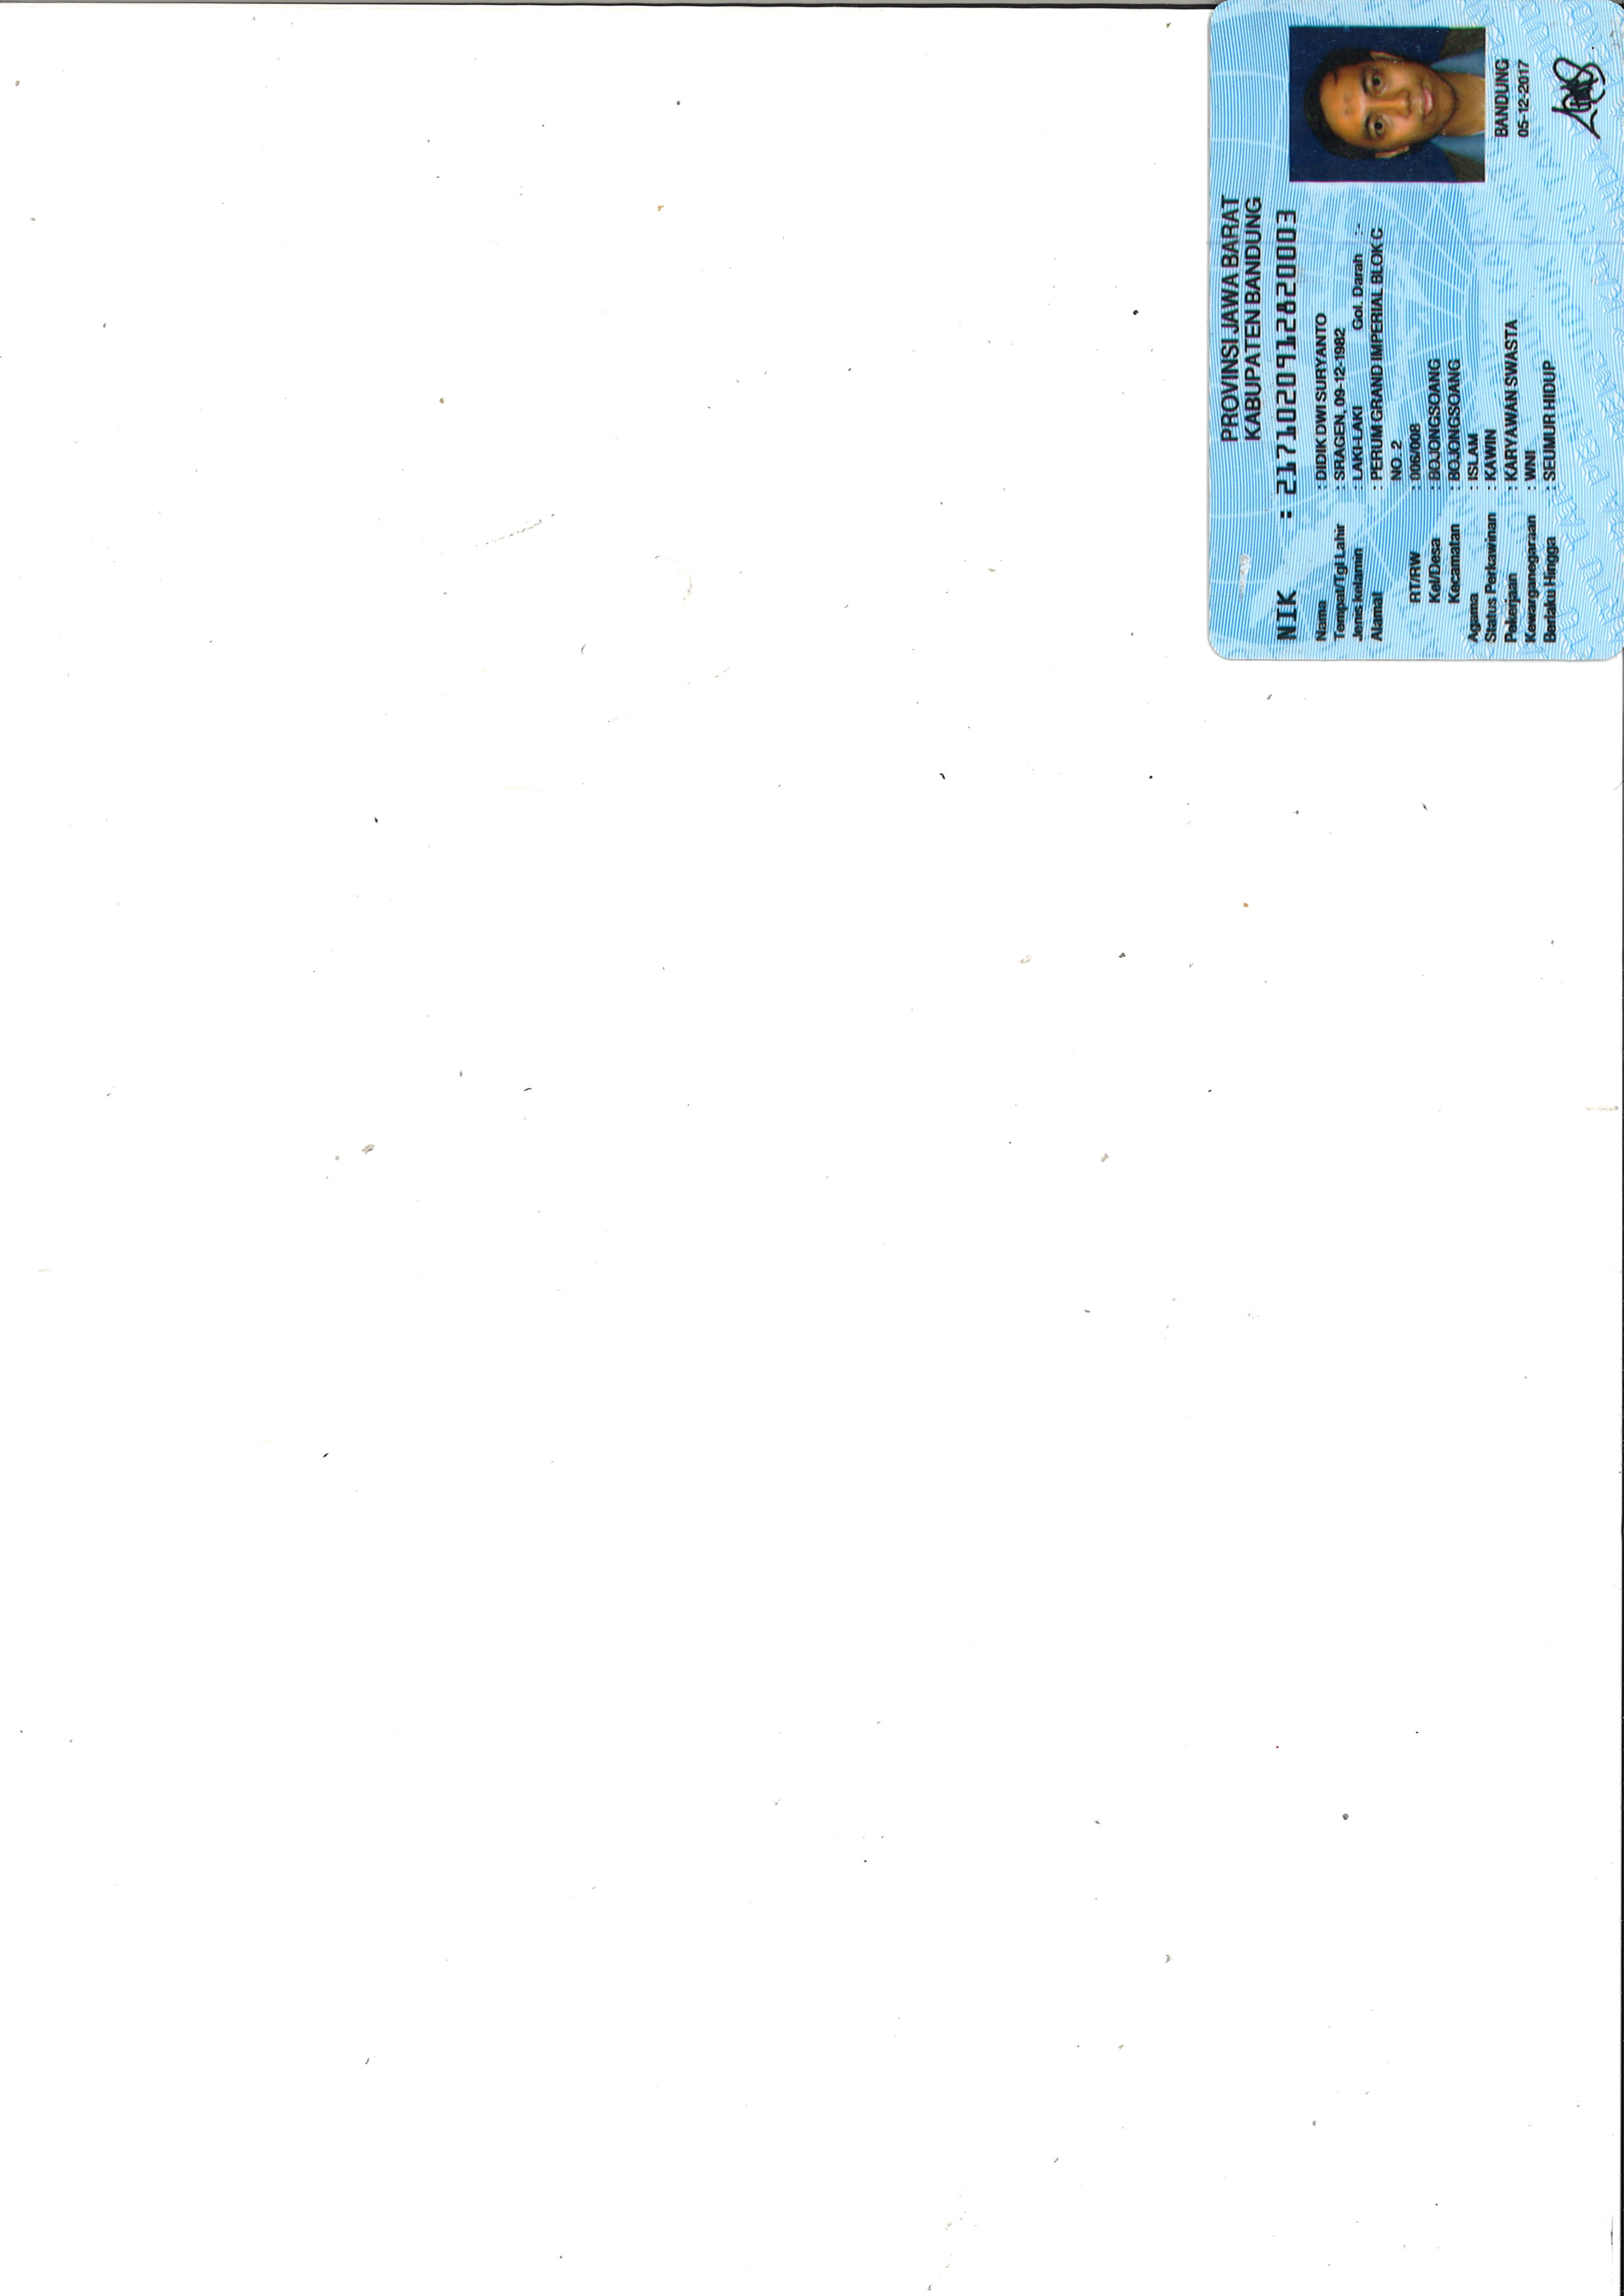 PROVINSI JAWA BARAT
KABUPATEN BANDUNG
NIK : 2171020912820003
Nama : DIDIK DWI SURYANTO
Tempat/Tgl Lahir : SRAGEN, 09-12-1982
Jenis kelamin : LAKI-LAKI Gol. Darah : -
Alamat : PERUM GRAND IMPERIAL BLOK C
NO. 2
RT/RW : 006/008
Kel/Desa : BOJONGSOANG
Kecamatan : BOJONGSOANG
Agama : ISLAM
Status Perkawinan : KAWIN
Pekerjaan : KARYAWAN SWASTA
Kewarganegaraan : WNI
Berlaku Hingga : SEUMUR HIDUP
BANDUNG
05-12-2017